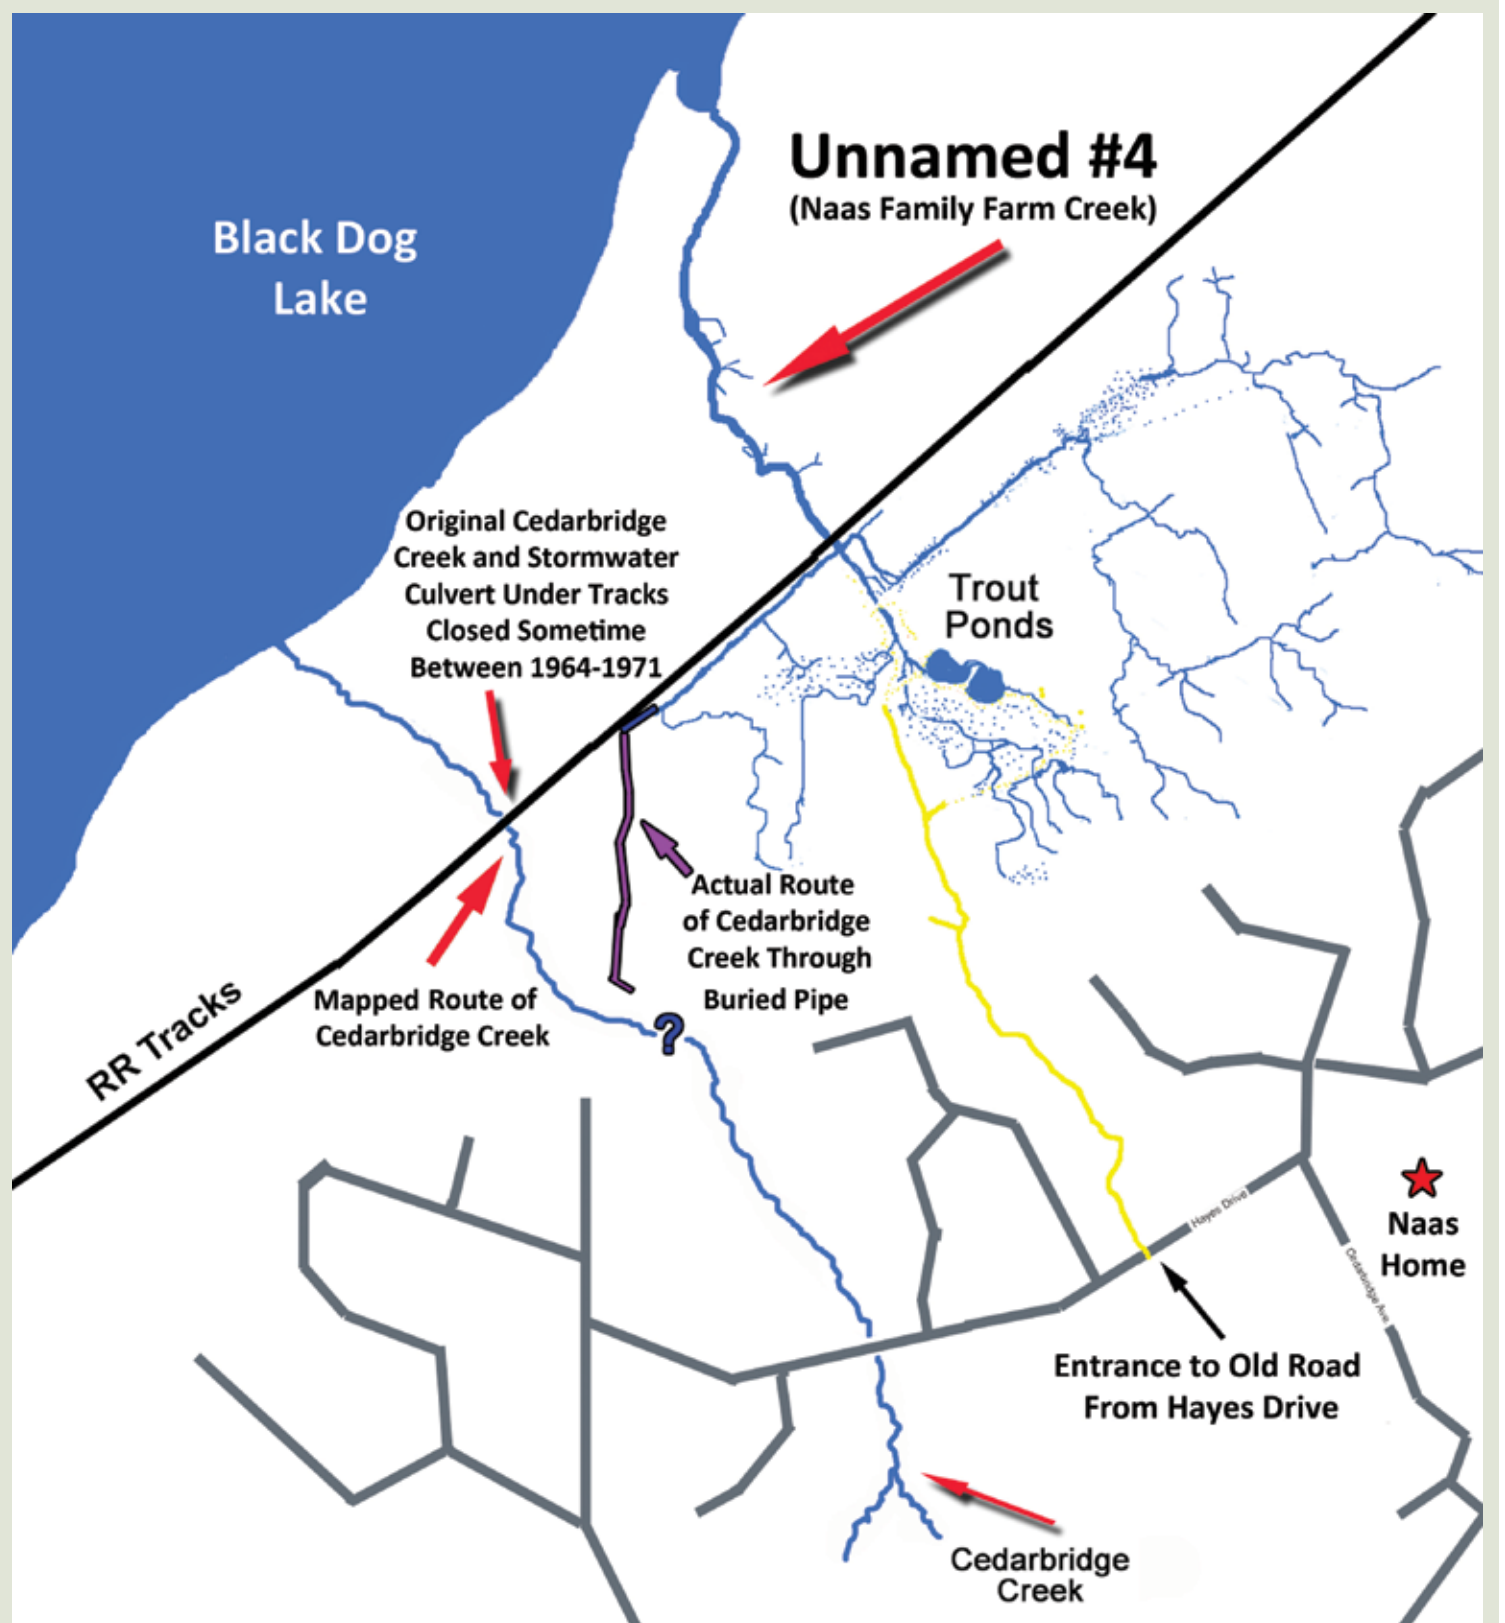 Unnamed #4
(Naas Family Farm Creek)
Black Dog
Lake
Original Cedarbridge
Creek and Stormwater
Culvert Under Tracks
Closed Sometime
Between 1964-1971
Trout
Ponds
Actual Route
of Cedarbridge
Creek Through
Buried Pipe
Mapped Route of
Cedarbridge Creek
?
RR Tracks
Hayes Drive
Naas
Home
Cedarbridge Ave.
Entrance to Old Road
From Hayes Drive
Cedarbridge
Creek